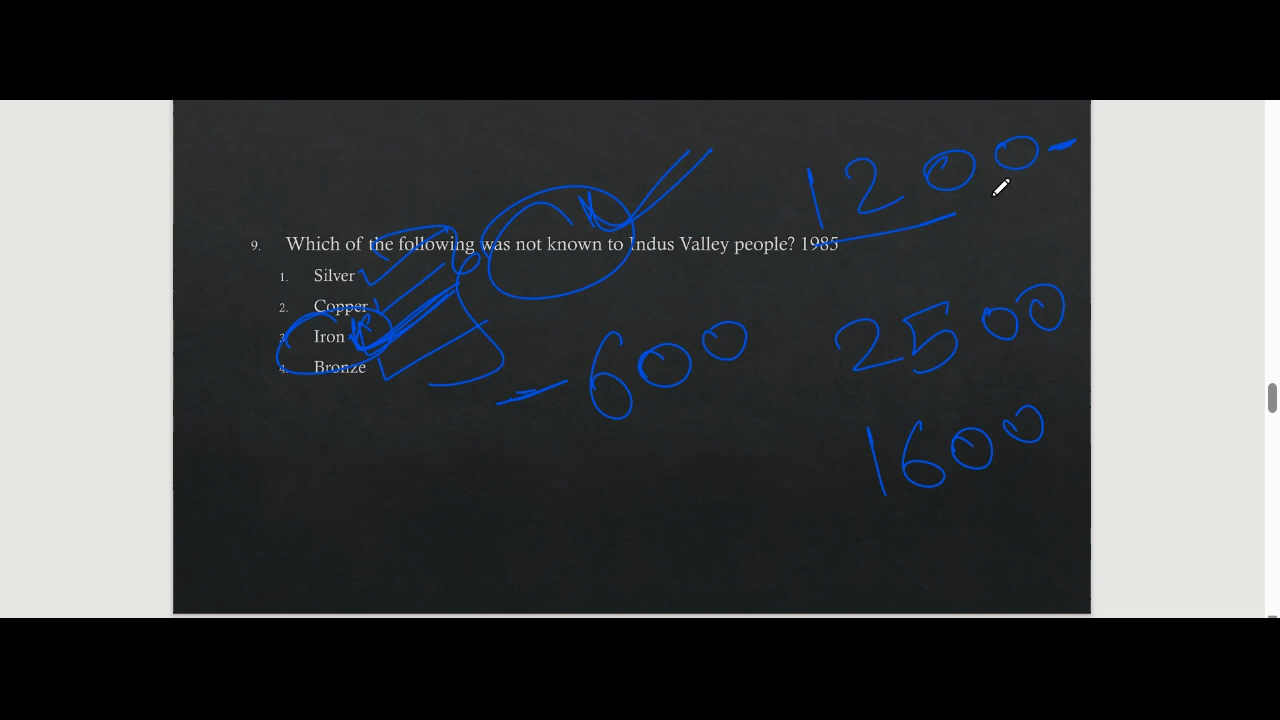 1200-
9. Which of the following was not known to Indus Valley people? 1985
1. Silver
2. Copper
3. Iron
4. Bronze
- 600
2500
1600